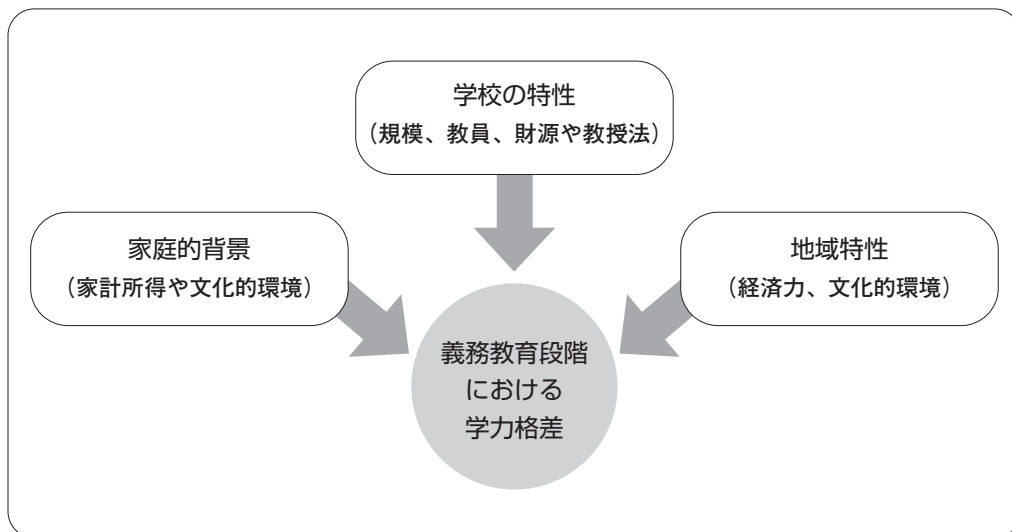 学校の特性
（規模、教員、財源や教授法）
家庭的背景
（家計所得や文化的環境）
地域特性
（経済力、文化的環境）
義務教育段階
における
学力格差